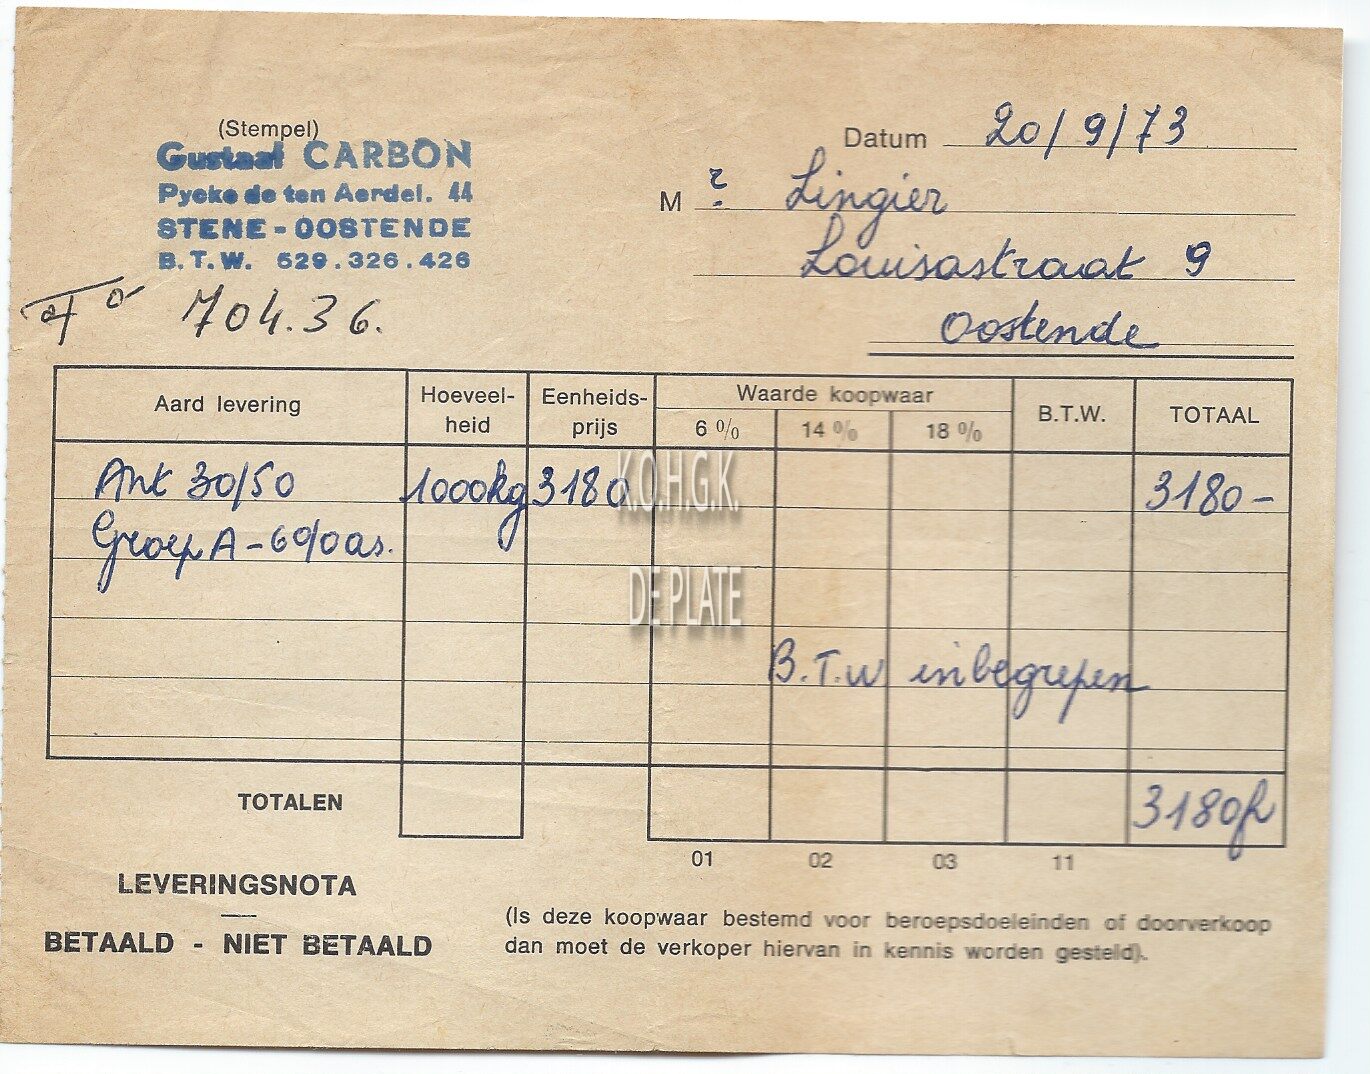 (Stempel)
Gustaaf CARBON
Pycke de ten Aerdel. 44
STENE - OOSTENDE
B. T. W. 529.326.426
704.36.
Datum 20/9/73
M r. Lingier
Louisastraat 9
Oostende
Aard levering Hoeveel-heid Eenheids-prijs Waarde koopwaar 6 % 14 % 18 % B.T.W. TOTAAL
Ant 30/50 1000kg 3180 3180 -
Groep A - 6% as.
K.O.H.G.K.
DE PLATE
B.T.W inbegrepen
TOTALEN 3180 fr
01 02 03 11
LEVERINGSNOTA
BETAALD - NIET BETAALD
(Is deze koopwaar bestemd voor beroepsdoeleinden of doorverkoop
dan moet de verkoper hiervan in kennis worden gesteld).